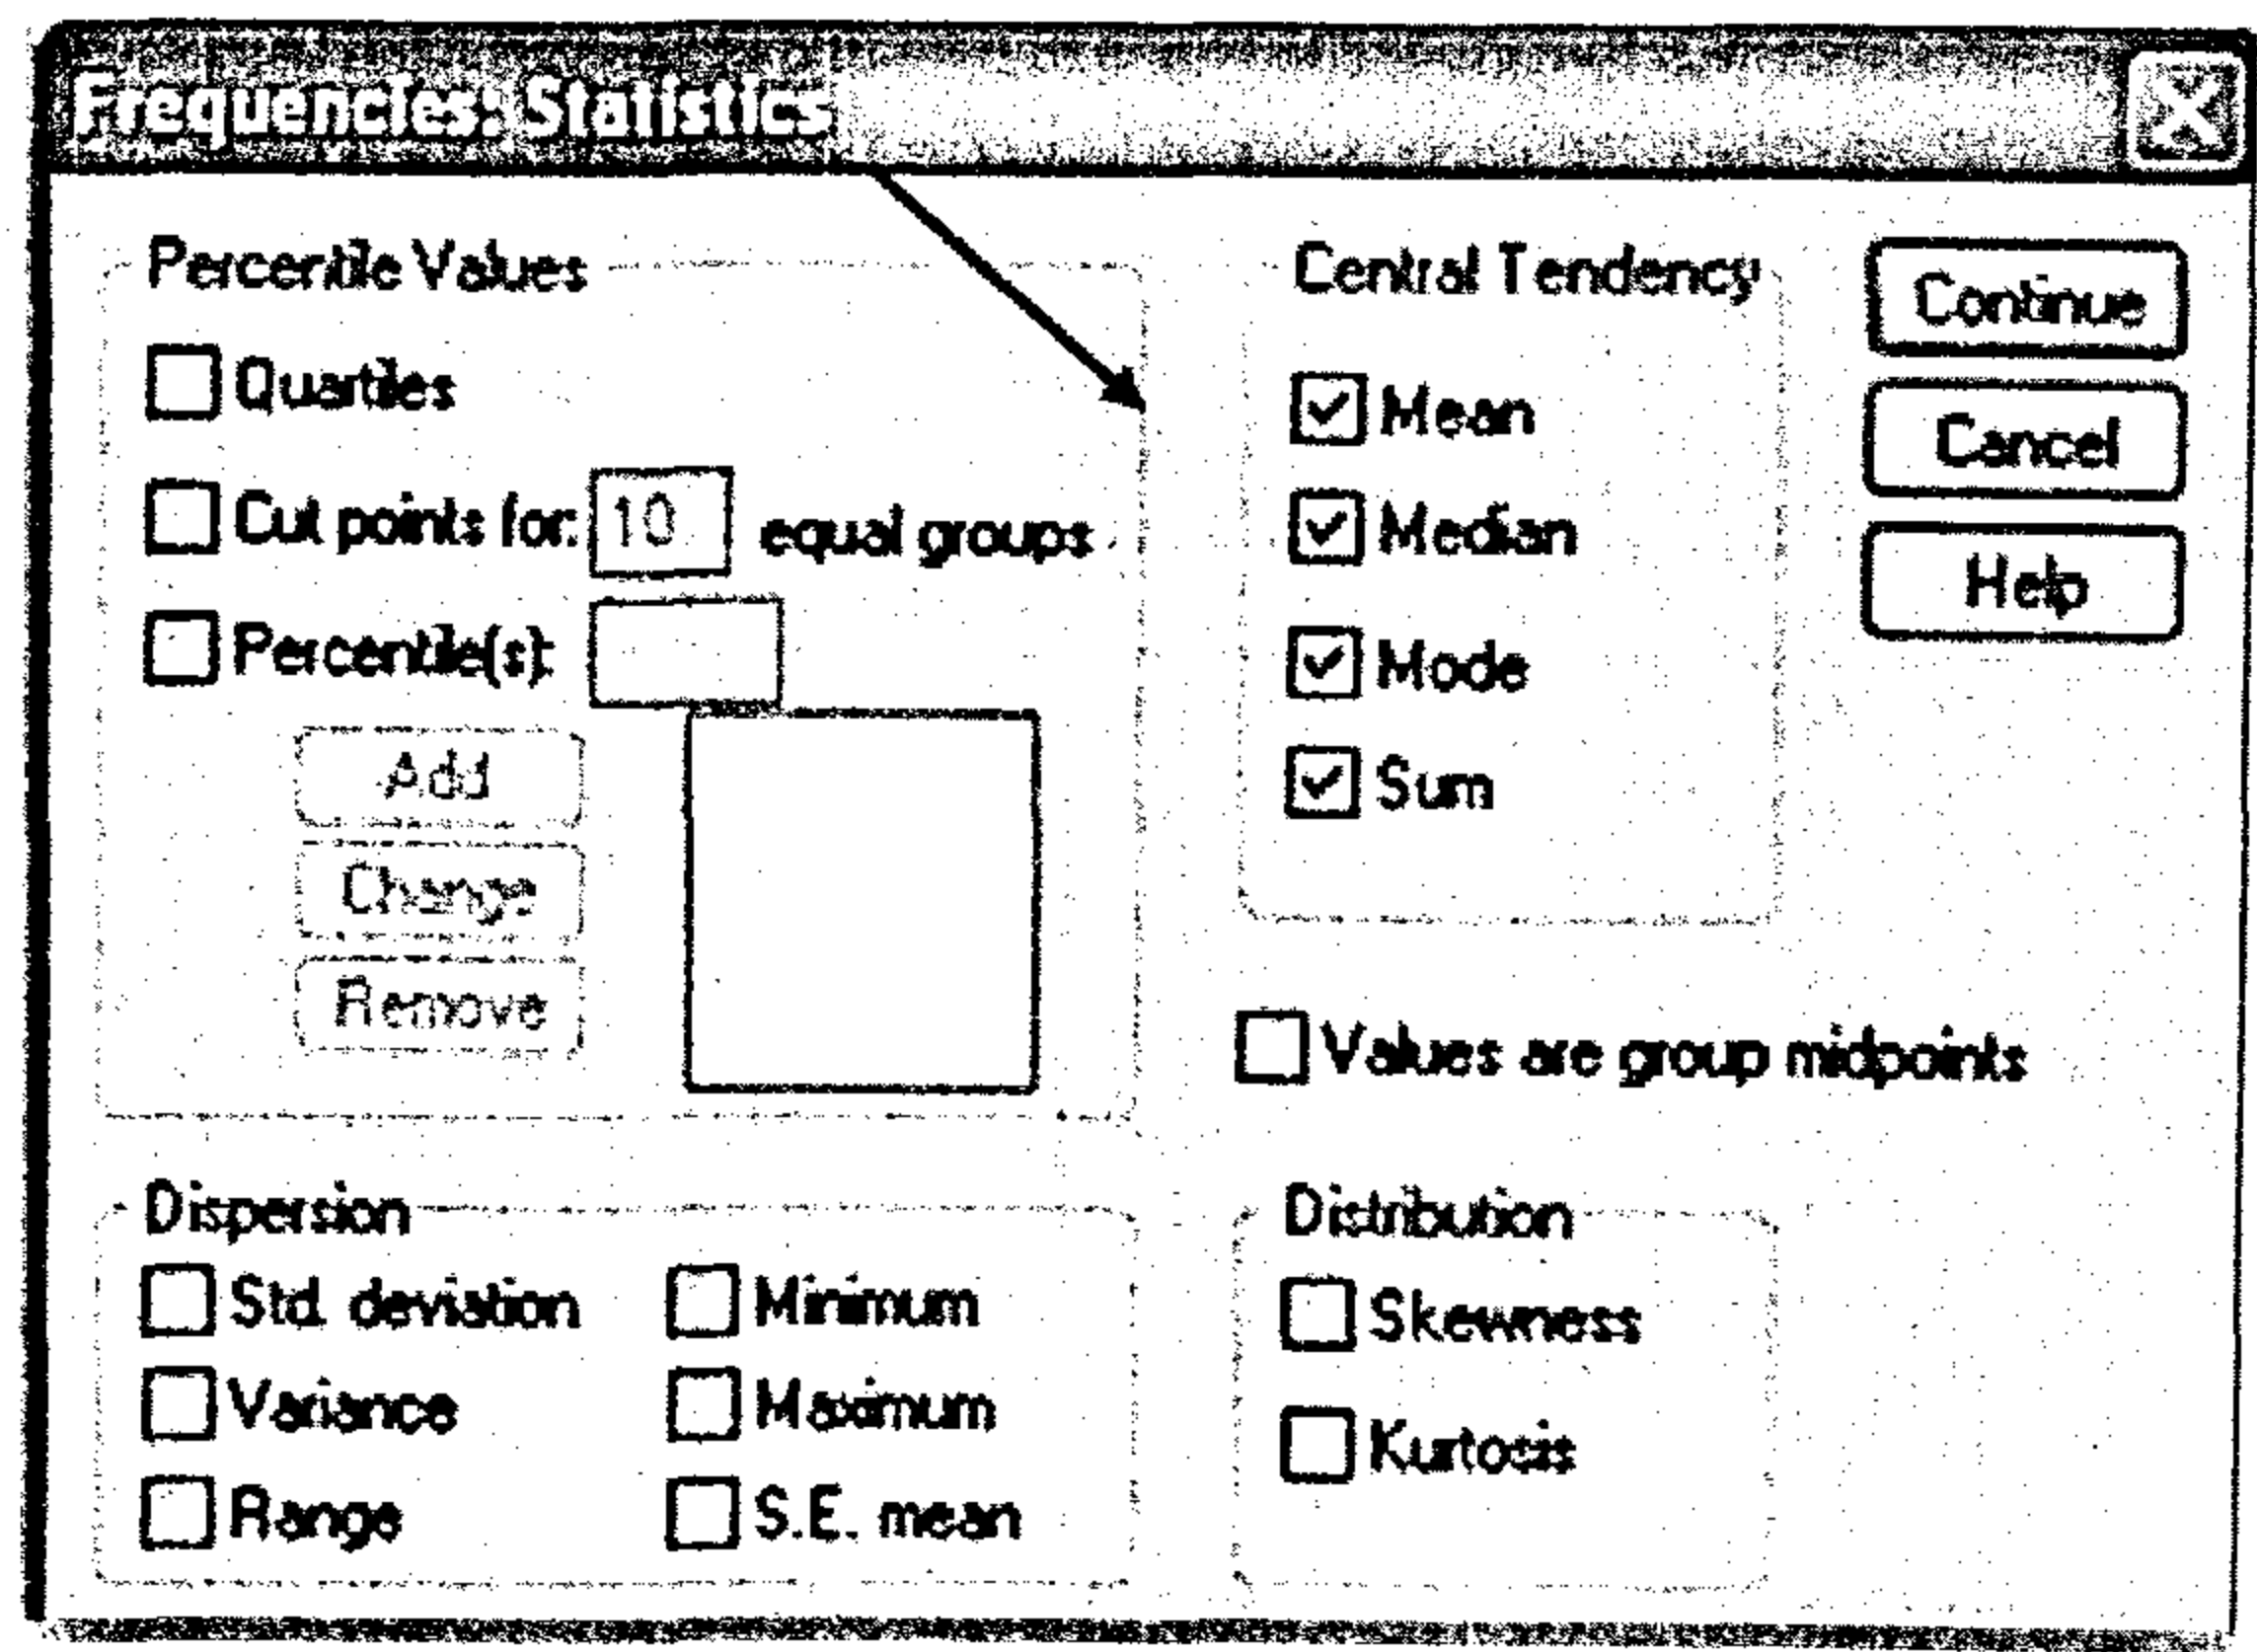 Frequencies: Statistics
Percentile Values
Quartiles
Cut points for: 10 equal groups
Percentile(s):
Add
Change
Remove
Central Tendency
Mean
Median
Mode
Sum
Continue
Cancel
Help
Values are group midpoints
Dispersion
Std. deviation
Variance
Range
Minimum
Maximum
S.E. mean
Distribution
Skewness
Kurtosis